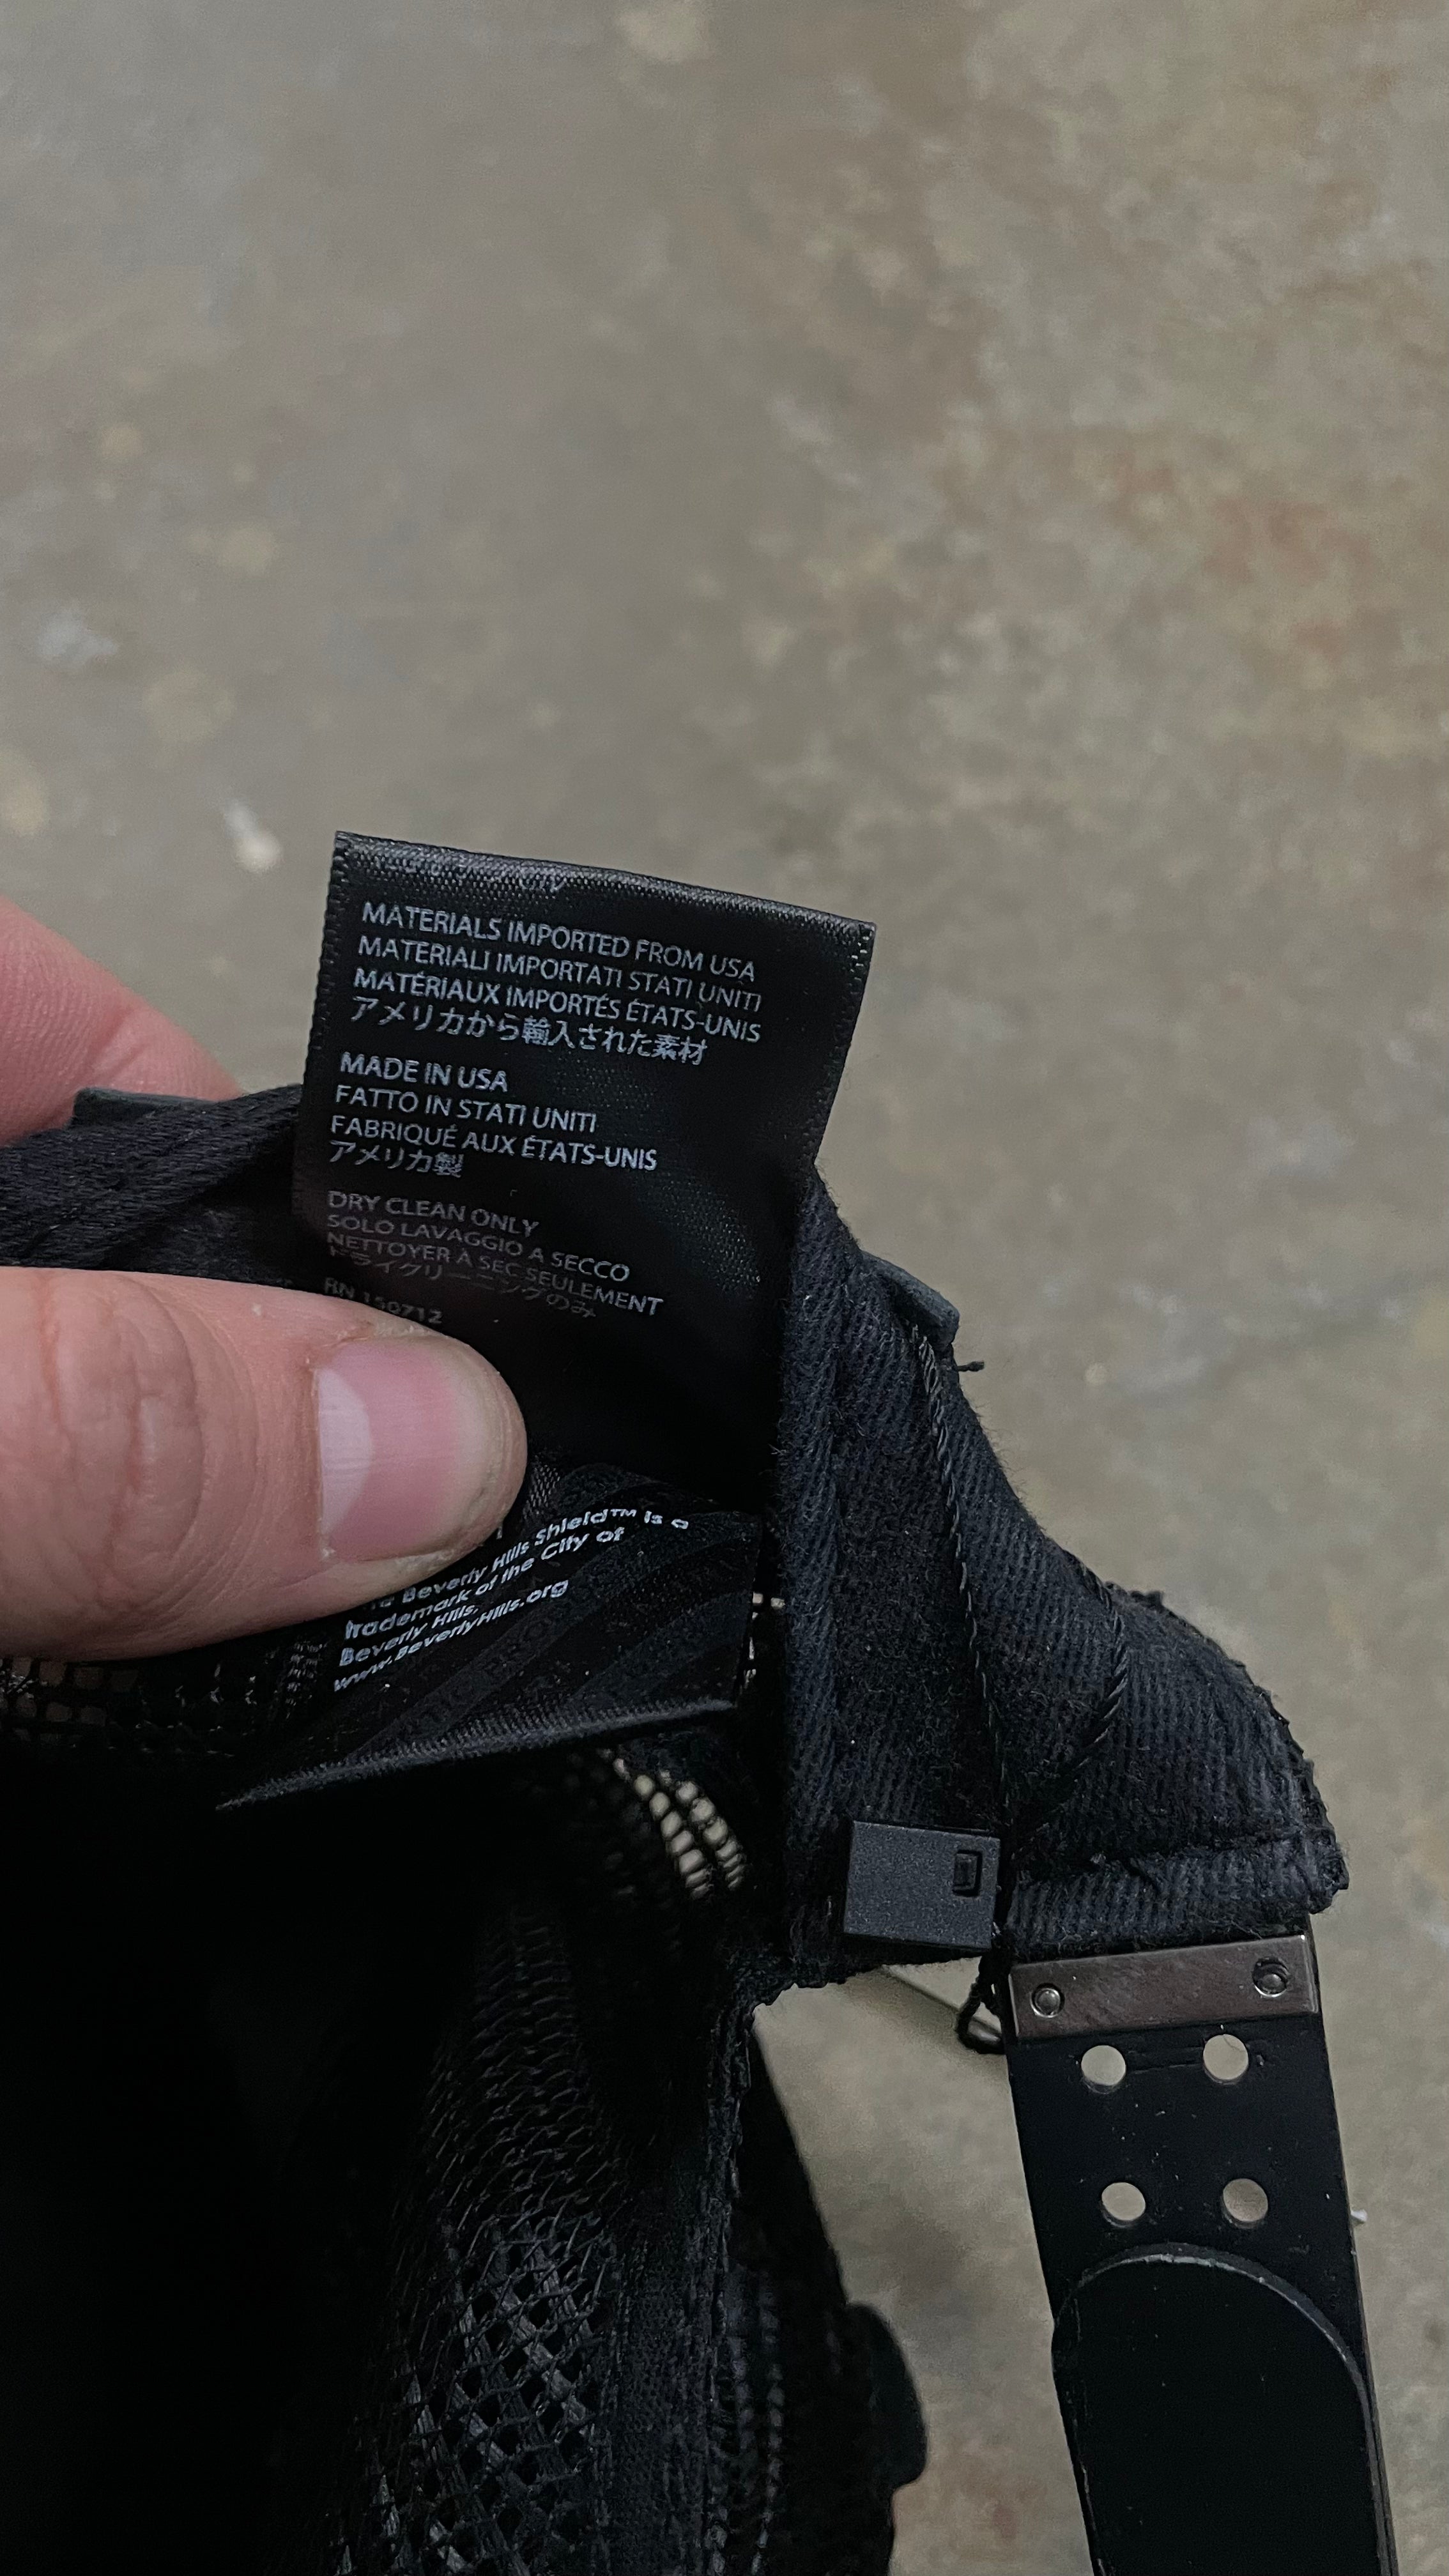 MATERIALS IMPORTED FROM USA
MATERIALI IMPORTATI STATI UNITI
MATÉRIAUX IMPORTÉS ÉTATS-UNIS
アメリカから輸入された素材
MADE IN USA
FATTO IN STATI UNITI
FABRIQUÉ AUX ÉTATS-UNIS
アメリカ製
DRY CLEAN ONLY
SOLO LAVAGGIO A SECCO
NETTOYER À SEC SEULEMENT
ドライクリーニングのみ
RN 150712
Beverly Hills Shield™ is a
trademark of the City of
Beverly Hills.
www.BeverlyHills.org